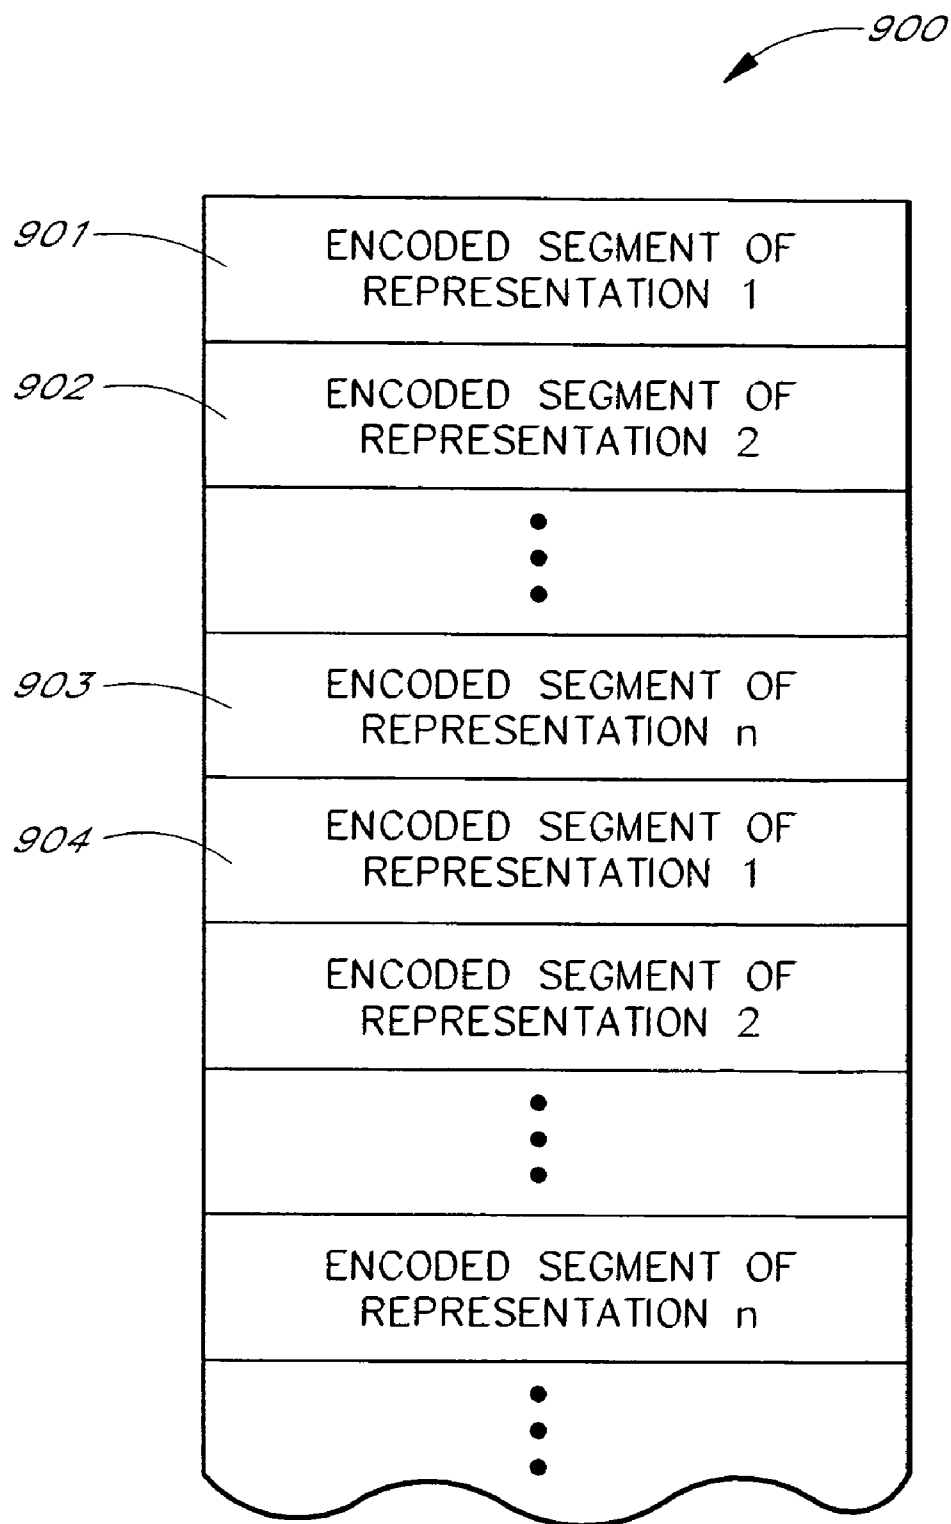 900
901
ENCODED SEGMENT OF
REPRESENTATION 1
902
ENCODED SEGMENT OF
REPRESENTATION 2
903
ENCODED SEGMENT OF
REPRESENTATION n
904
ENCODED SEGMENT OF
REPRESENTATION 1
ENCODED SEGMENT OF
REPRESENTATION 2
ENCODED SEGMENT OF
REPRESENTATION n